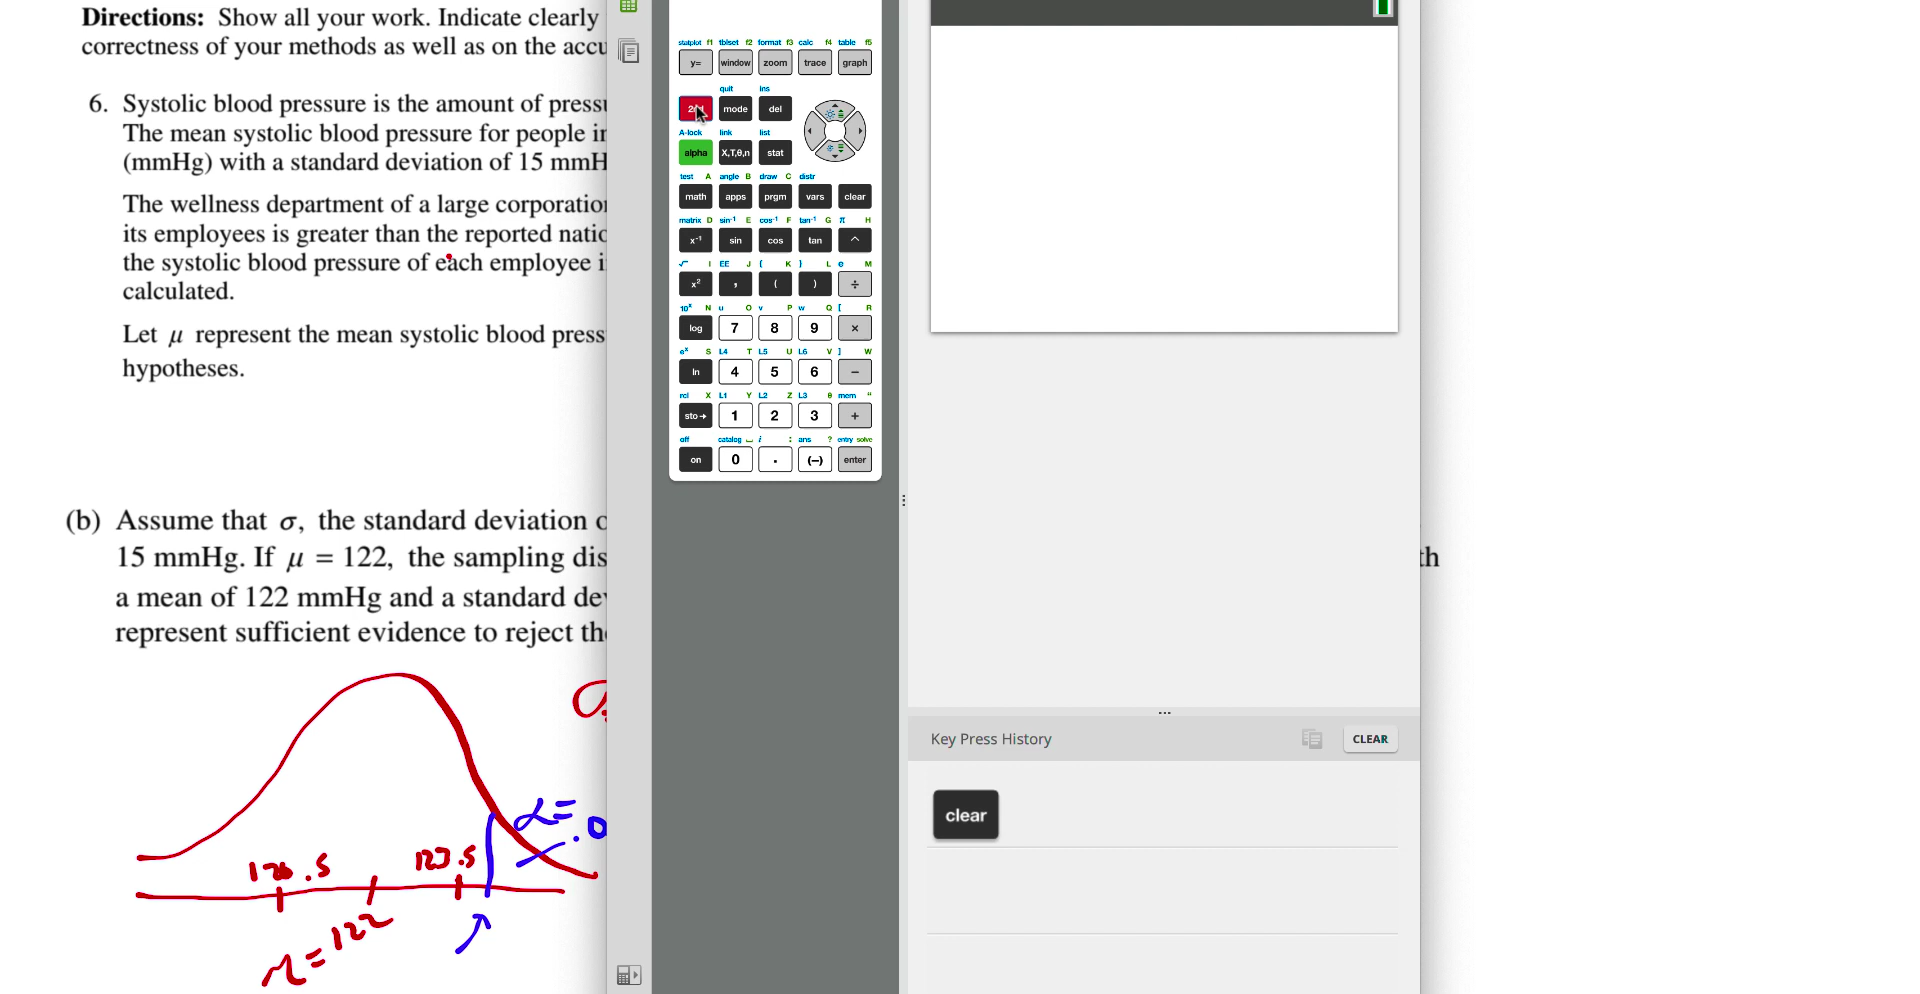 Directions: Show all your work. Indicate clearly
correctness of your methods as well as on the accu
6. Systolic blood pressure is the amount of press
The mean systolic blood pressure for people i
(mmHg) with a standard deviation of 15 mmH
The wellness department of a large corporatio
its employees is greater than the reported natio
the systolic blood pressure of each employee i
calculated.
Let μ represent the mean systolic blood press
hypotheses.
(b) Assume that σ, the standard deviation o
15 mmHg. If μ = 122, the sampling dis
th
a mean of 122 mmHg and a standard de
represent sufficient evidence to reject th
α = .0
123.5
μ = 122
statplot f1 tblset f2 format f3 calc f4 table f5
y= window zoom trace graph
quit ins
2nd mode del
A-lock link list
alpha X,T,θ,n stat
test A angle B draw C distr
math apps prgm vars clear
matrix D sin-1 E cos-1 F tan-1 G π H
x-1 sin cos tan ^
√ I EE J { K } L e M
x² , ( ) ÷
10ˣ N u O v P w Q [ R
log 7 8 9 ×
eˣ S L4 T L5 U L6 V ] W
ln 4 5 6 −
rcl X L1 Y L2 Z L3 θ mem "
sto→ 1 2 3 +
off catalog ⎵ i : ans ? entry solve
on 0 . (−) enter
Key Press History
CLEAR
clear